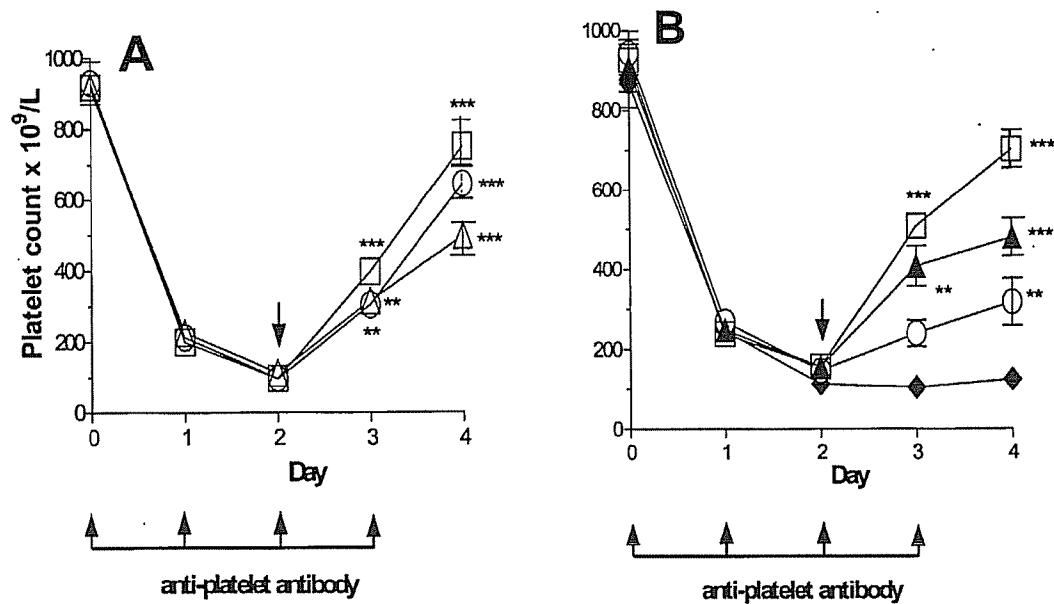 A
B
Platelet count x 10⁹/L
1000
800
600
400
200
0
0 1 2 3 4
Day
***
***
***
***
**
**
anti-platelet antibody
1000
800
600
400
200
0
0 1 2 3 4
Day
***
***
***
**
**
anti-platelet antibody